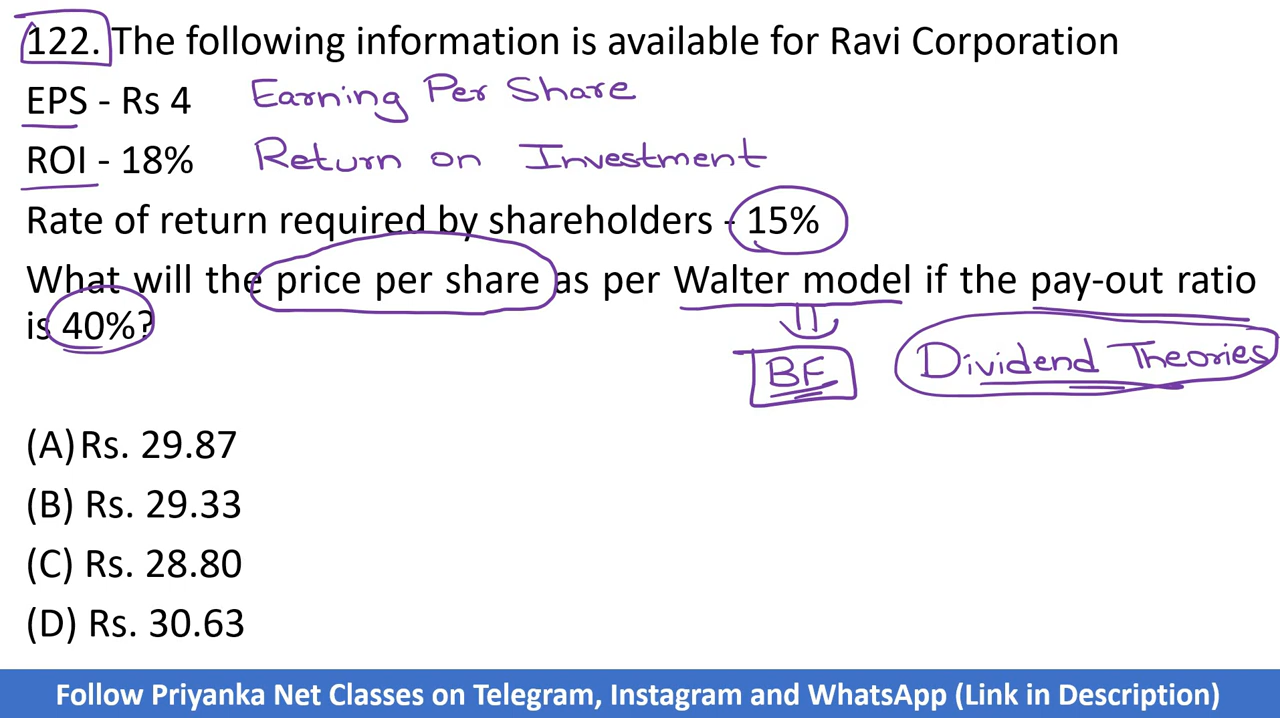 122. The following information is available for Ravi Corporation
EPS - Rs 4 Earning Per Share
ROI - 18% Return on Investment
Rate of return required by shareholders - 15%
What will the price per share as per Walter model if the pay-out ratio
is 40%?
BF Dividend Theories
(A) Rs. 29.87
(B) Rs. 29.33
(C) Rs. 28.80
(D) Rs. 30.63
Follow Priyanka Net Classes on Telegram, Instagram and WhatsApp (Link in Description)